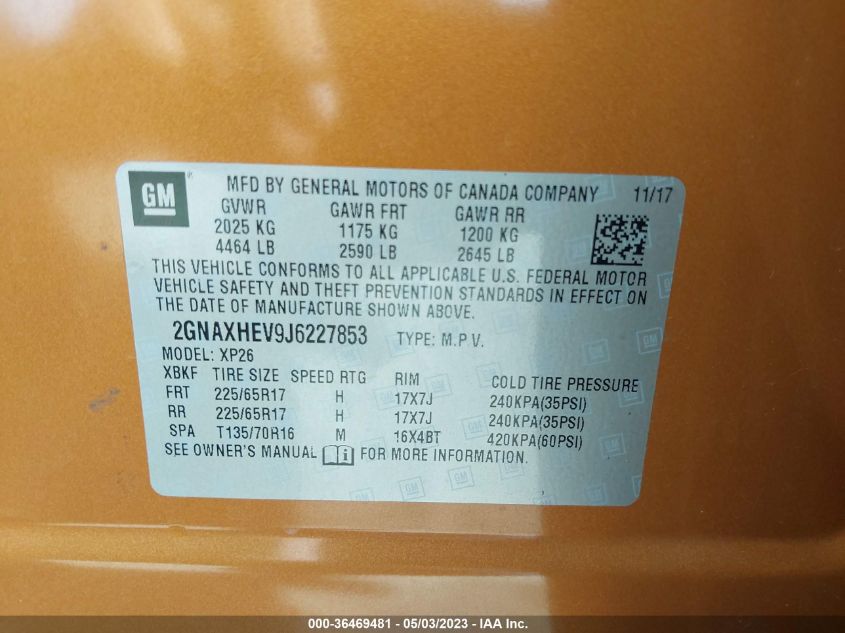 GM ® MFD BY GENERAL MOTORS OF CANADA COMPANY 11/17
GVWR GAWR FRT GAWR RR
2025 KG 1175 KG 1200 KG
4464 LB 2590 LB 2645 LB
THIS VEHICLE CONFORMS TO ALL APPLICABLE U.S. FEDERAL MOTOR
VEHICLE SAFETY AND THEFT PREVENTION STANDARDS IN EFFECT ON
THE DATE OF MANUFACTURE SHOWN ABOVE.
2GNAXHEV9J6227853 TYPE: M.P.V.
MODEL: XP26
XBKF TIRE SIZE SPEED RTG RIM COLD TIRE PRESSURE
FRT 225/65R17 H 17X7J 240KPA(35PSI)
RR 225/65R17 H 17X7J 240KPA(35PSI)
SPA T135/70R16 M 16X4BT 420KPA(60PSI)
SEE OWNER'S MANUAL FOR MORE INFORMATION.
000-36469481 - 05/03/2023 - IAA Inc.